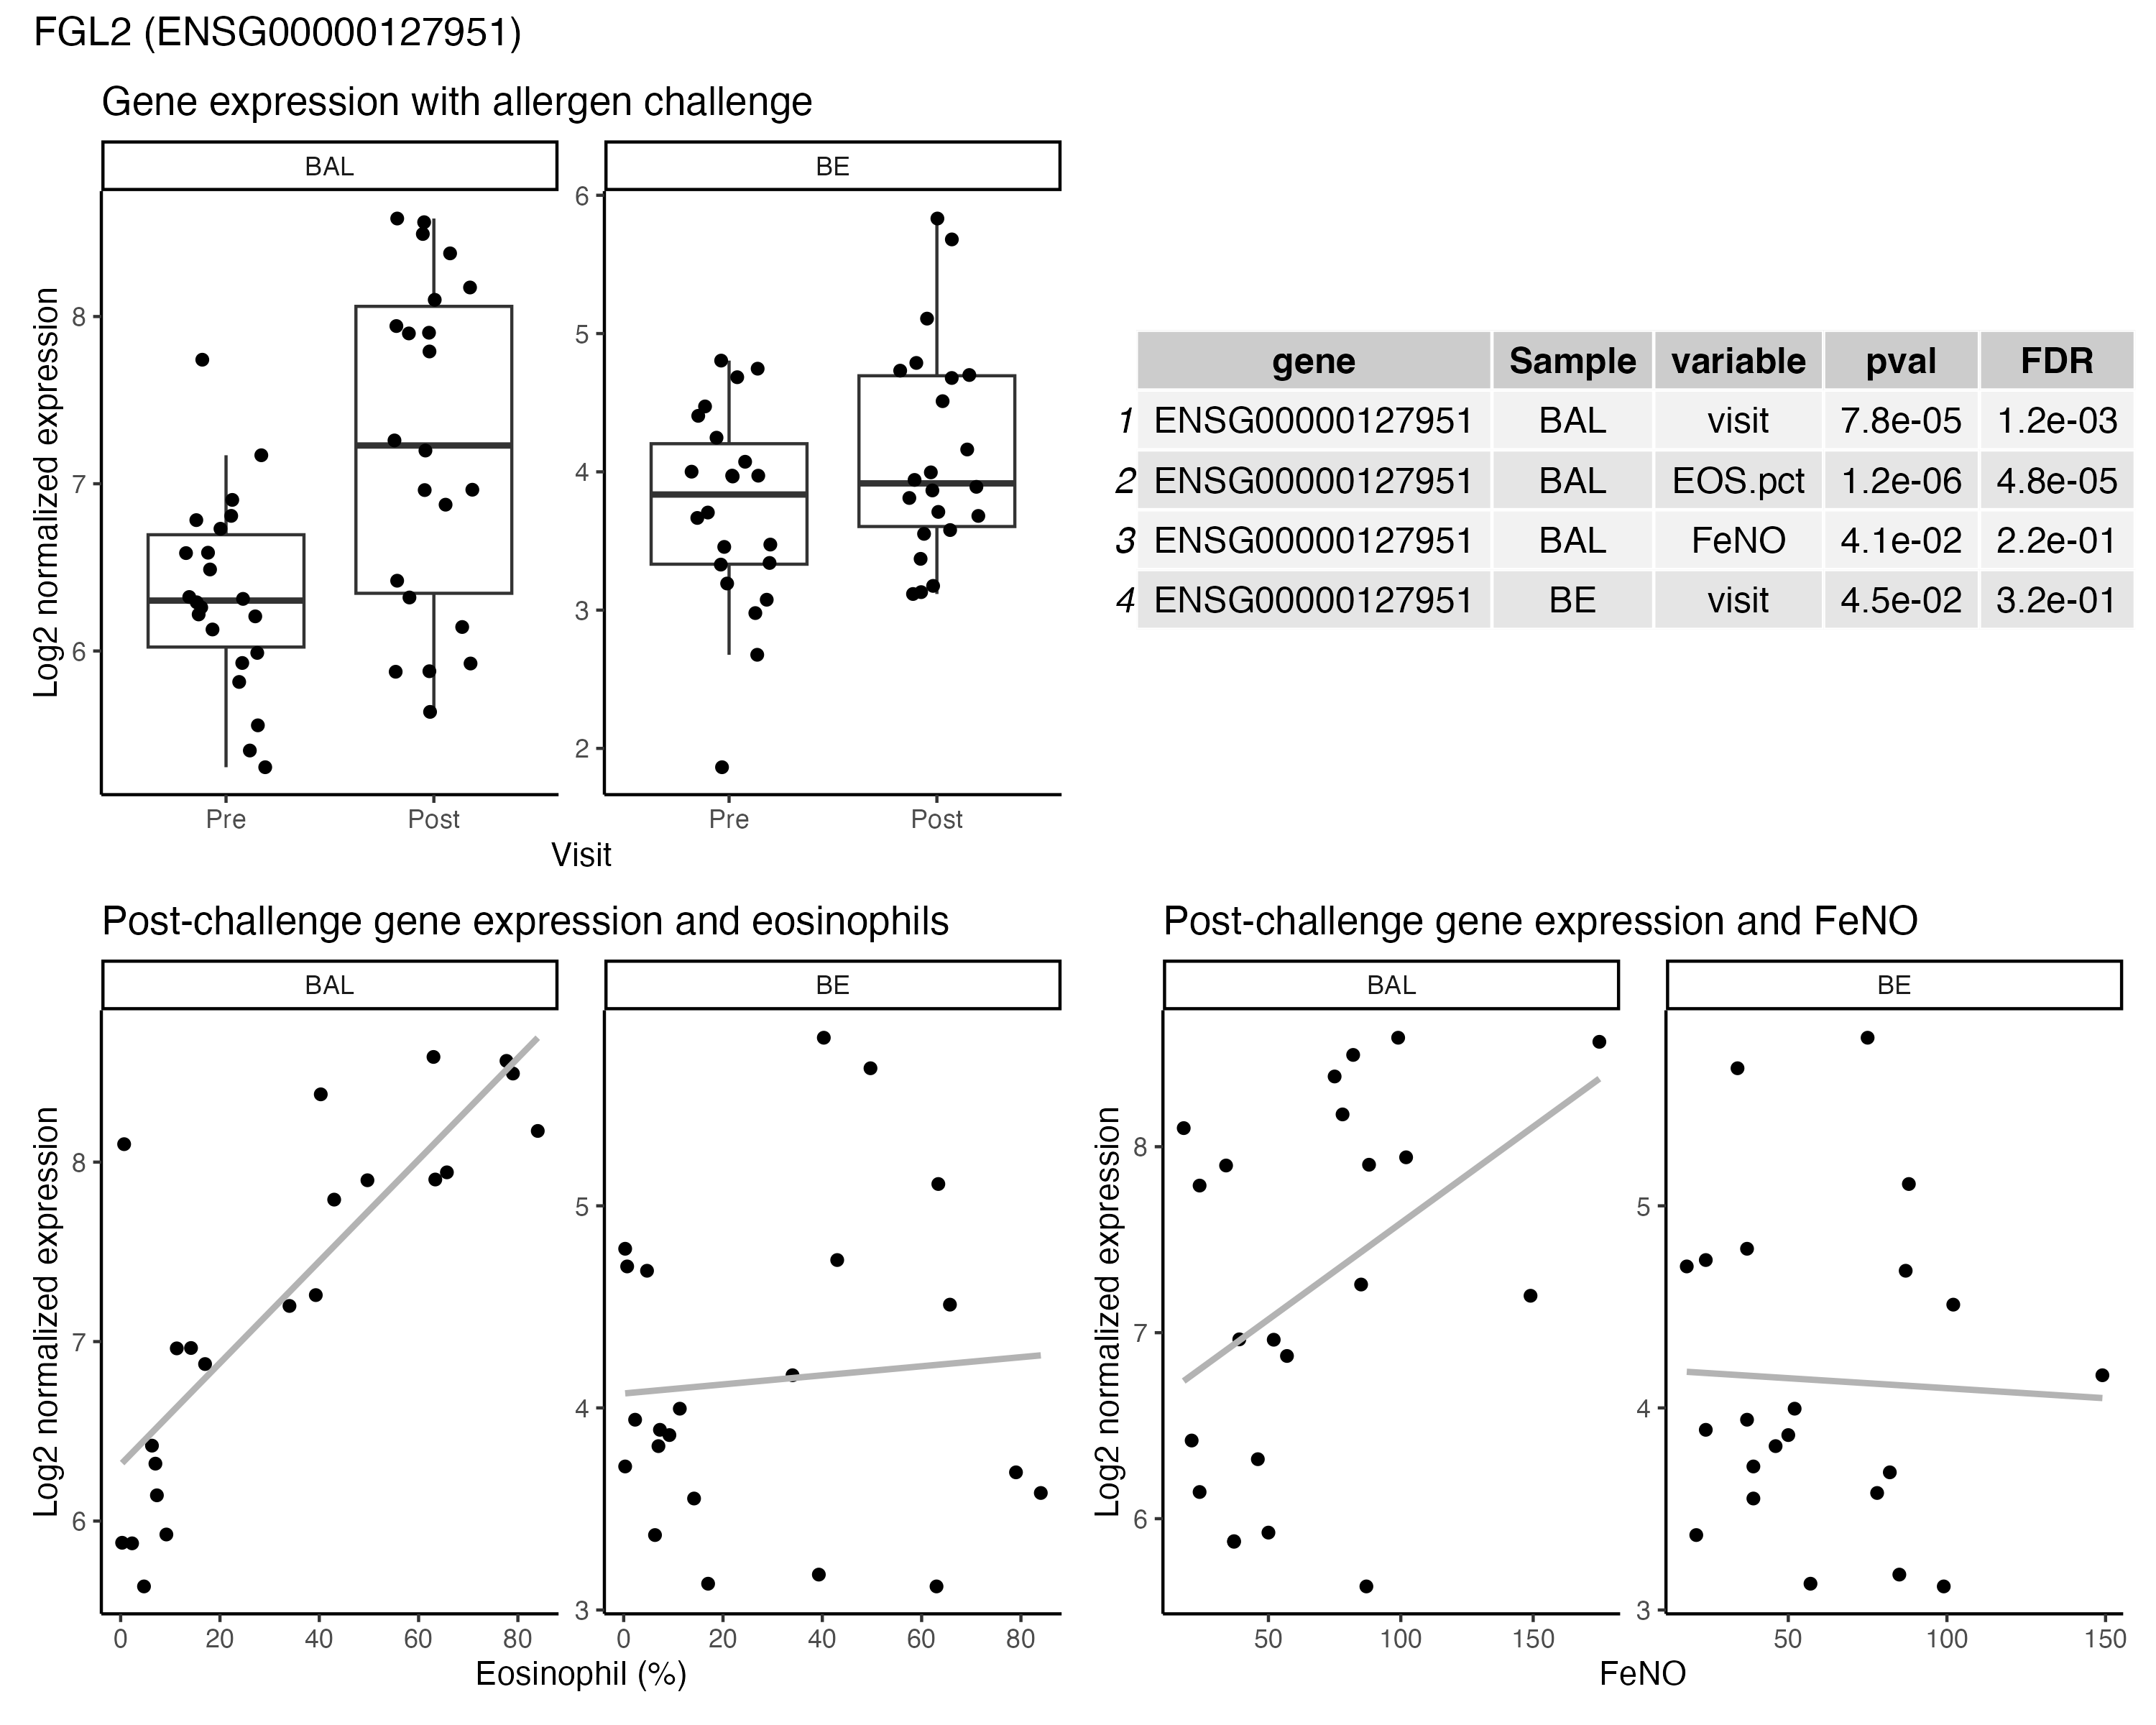 FGL2 (ENSG00000127951)
Gene expression with allergen challenge
BAL BE
Log2 normalized expression
8
7
6
6
5
4
3
2
Pre Post Pre Post
Visit
gene Sample variable pval FDR
1 ENSG00000127951 BAL visit 7.8e-05 1.2e-03
2 ENSG00000127951 BAL EOS.pct 1.2e-06 4.8e-05
3 ENSG00000127951 BAL FeNO 4.1e-02 2.2e-01
4 ENSG00000127951 BE visit 4.5e-02 3.2e-01
Post-challenge gene expression and eosinophils
BAL BE
Log2 normalized expression
8
7
6
5
4
3
0 20 40 60 80 0 20 40 60 80
Eosinophil (%)
Post-challenge gene expression and FeNO
BAL BE
Log2 normalized expression
8
7
6
5
4
3
50 100 150 50 100 150
FeNO